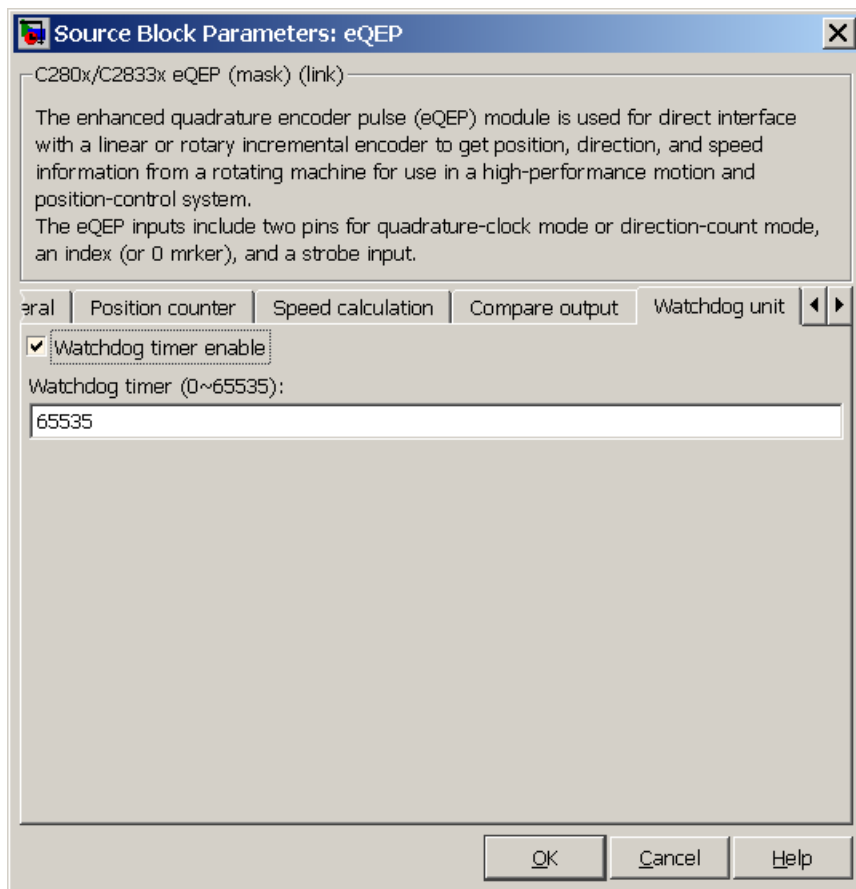 Source Block Parameters: eQEP
C280x/C2833x eQEP (mask) (link)
The enhanced quadrature encoder pulse (eQEP) module is used for direct interface
with a linear or rotary incremental encoder to get position, direction, and speed
information from a rotating machine for use in a high-performance motion and
position-control system.
The eQEP inputs include two pins for quadrature-clock mode or direction-count mode,
an index (or 0 mrker), and a strobe input.
eral Position counter Speed calculation Compare output Watchdog unit
Watchdog timer enable
Watchdog timer (0~65535):
65535
OK Cancel Help